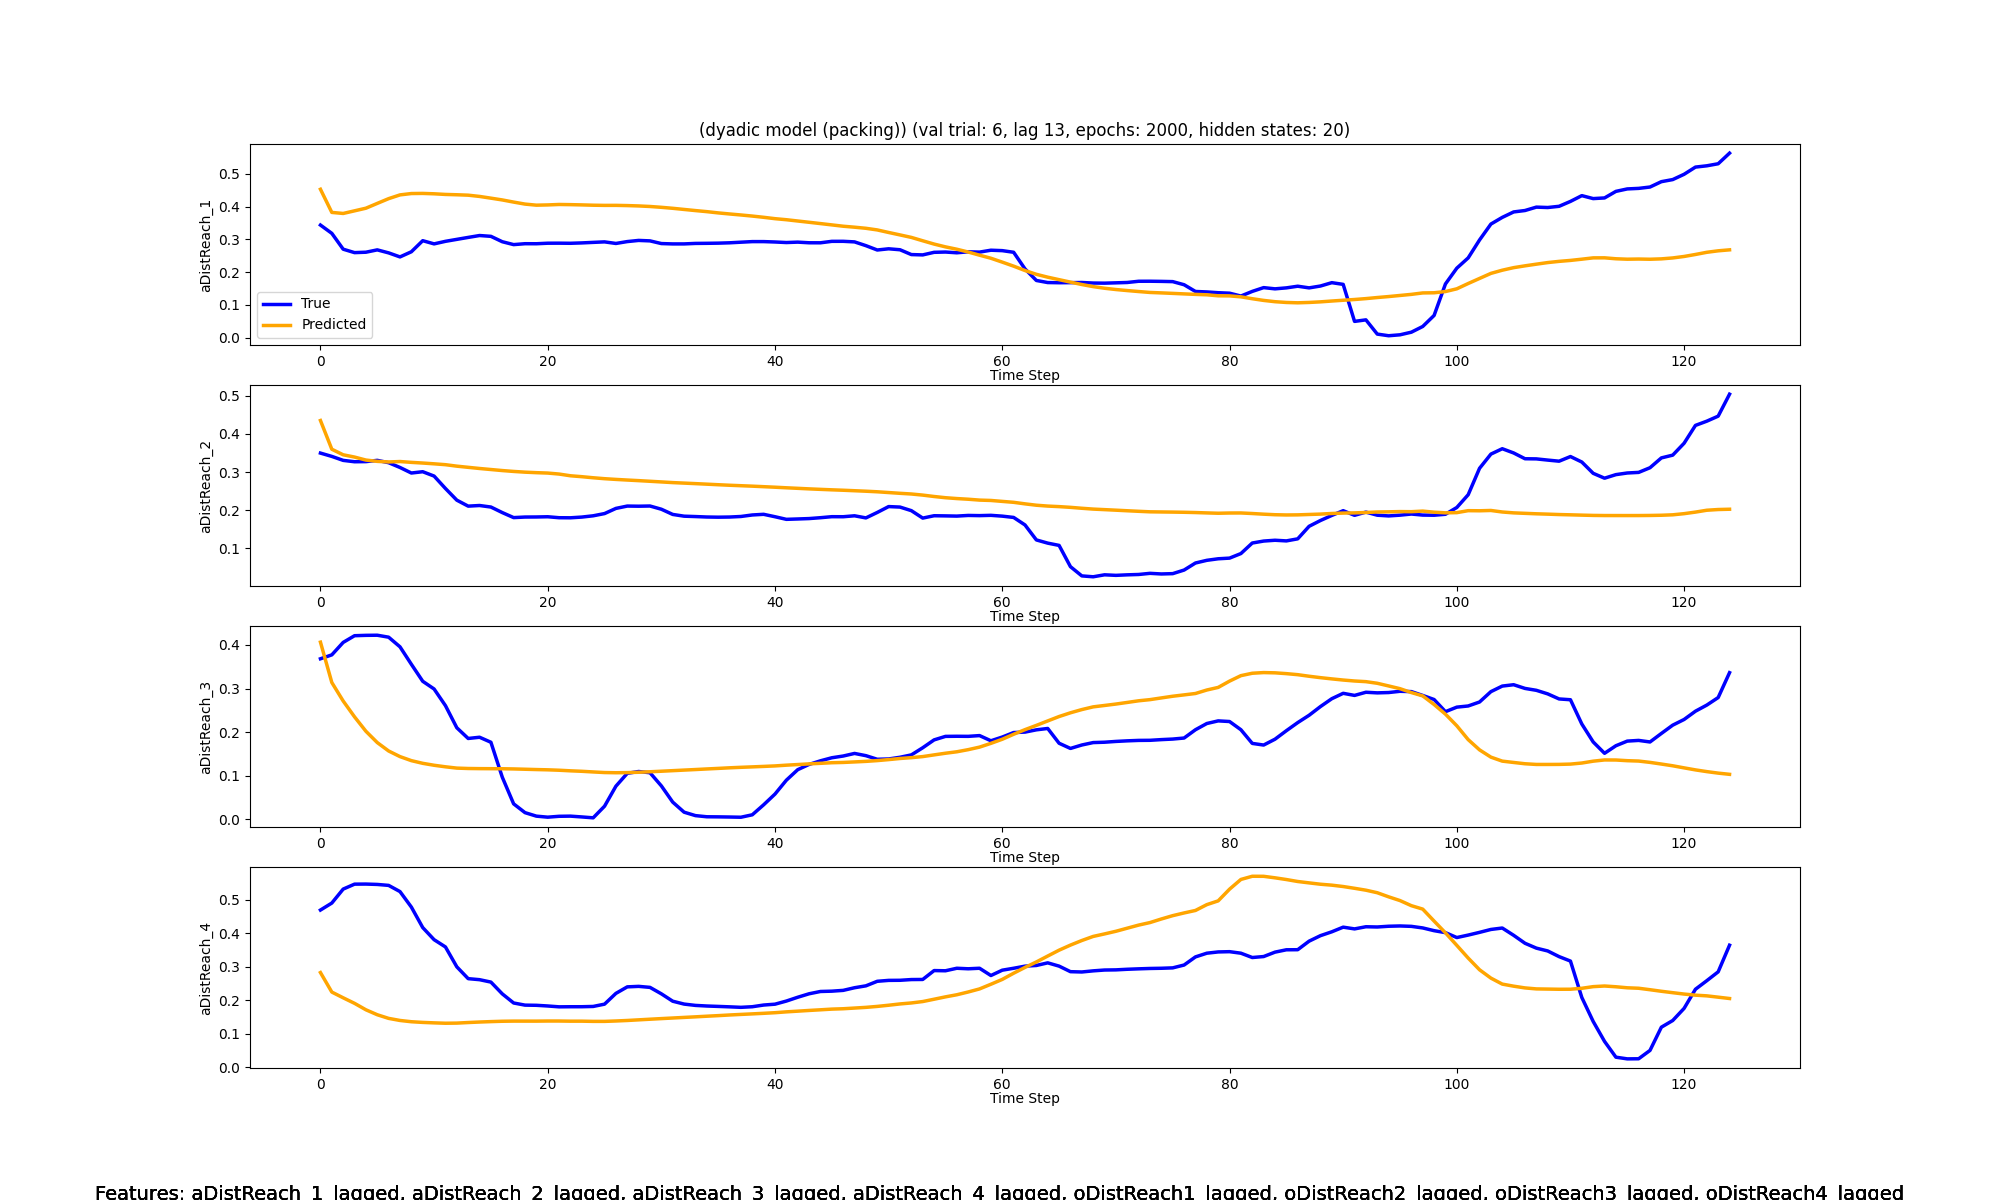 (dyadic model (packing)) (val trial: 6, lag 13, epochs: 2000, hidden states: 20)
aDistReach_1
0.5
0.4
0.3
0.2
0.1
0.0
True
Predicted
0 20 40 60 80 100 120
Time Step
aDistReach_2
0.5
0.4
0.3
0.2
0.1
0 20 40 60 80 100 120
Time Step
aDistReach_3
0.4
0.3
0.2
0.1
0.0
0 20 40 60 80 100 120
Time Step
aDistReach_4
0.5
0.4
0.3
0.2
0.1
0.0
0 20 40 60 80 100 120
Time Step
Features: aDistReach_1_lagged, aDistReach_2_lagged, aDistReach_3_lagged, aDistReach_4_lagged, oDistReach1_lagged, oDistReach2_lagged, oDistReach3_lagged, oDistReach4_lagged